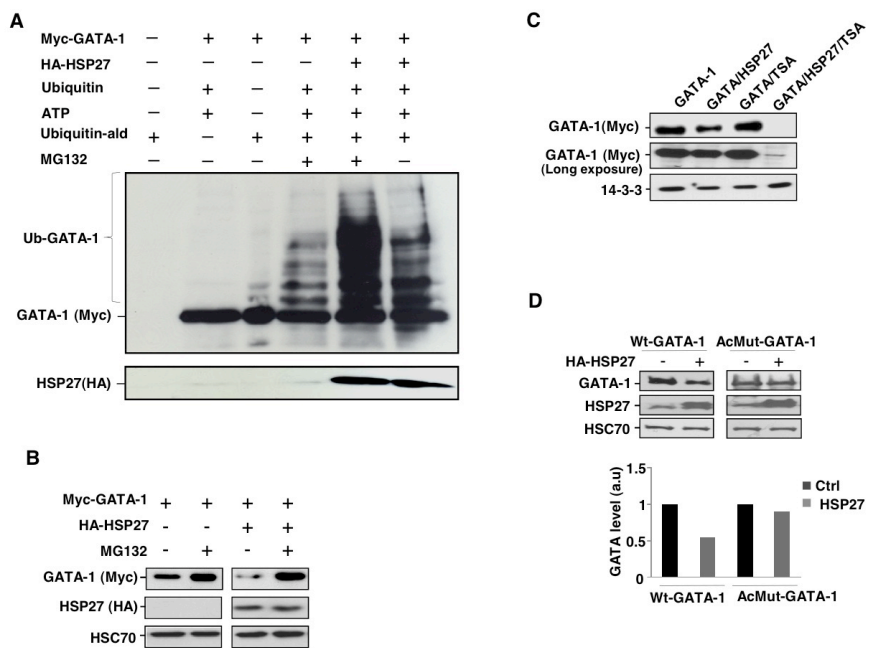 A
Myc-GATA-1 – + + + + +
HA-HSP27 – – – – + +
Ubiquitin – + – + + +
ATP – + – + + +
Ubiquitin-ald + – + + + +
MG132 – – – + + –
Ub-GATA-1
GATA-1 (Myc)
HSP27(HA)
B
Myc-GATA-1 + + + +
HA-HSP27 - - + +
MG132 - + - +
GATA-1 (Myc)
HSP27 (HA)
HSC70
C
GATA-1
GATA/HSP27
GATA/TSA
GATA/HSP27/TSA
GATA-1(Myc)
GATA-1 (Myc)
(Long exposure)
14-3-3
D
Wt-GATA-1 AcMut-GATA-1
HA-HSP27 - + - +
GATA-1
HSP27
HSC70
GATA level (a.u)
1.5
1
0.5
0
Ctrl
HSP27
Wt-GATA-1 AcMut-GATA-1